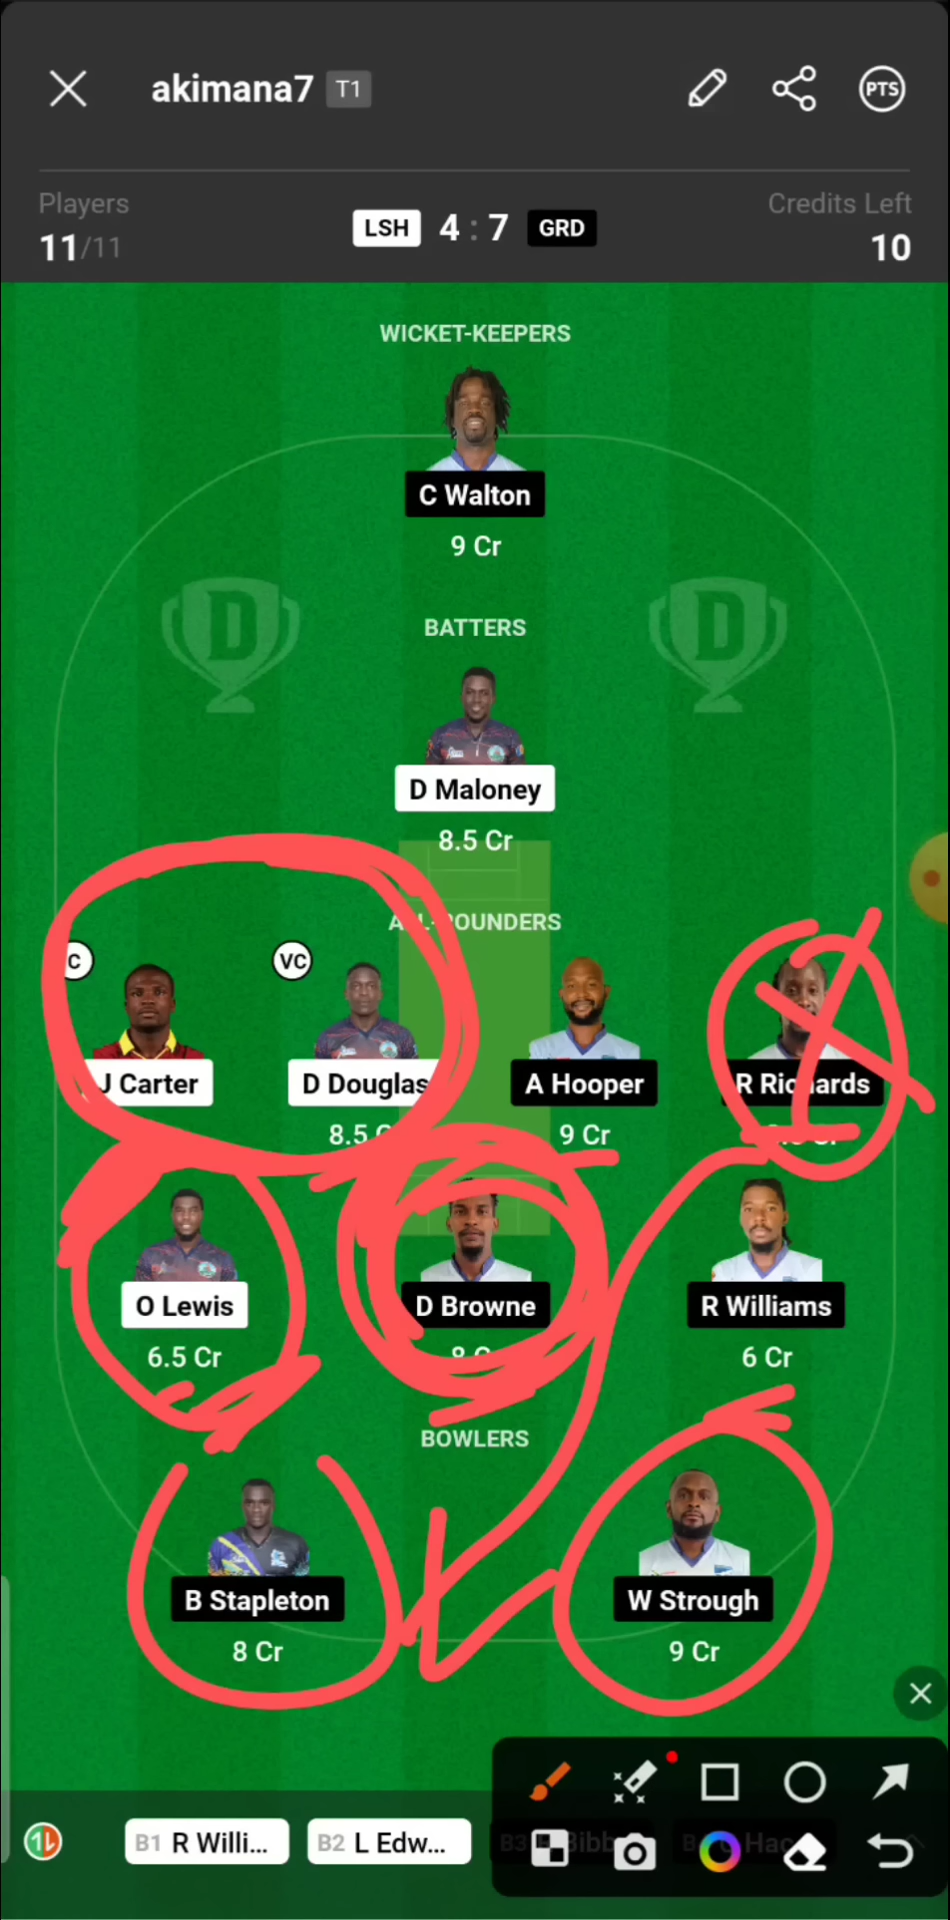 akimana7 T1
PTS
Players
Credits Left
11/11
LSH 4 : 7 GRD
10
WICKET-KEEPERS
C Walton
9 Cr
BATTERS
D Maloney
8.5 Cr
C VC
J Carter D Douglas A Hooper R Richards
9 Cr
O Lewis D Browne R Williams
6.5 Cr
6 Cr
BOWLERS
B Stapleton W Strough
8 Cr
9 Cr
B1 R Willi... B2 L Edw...